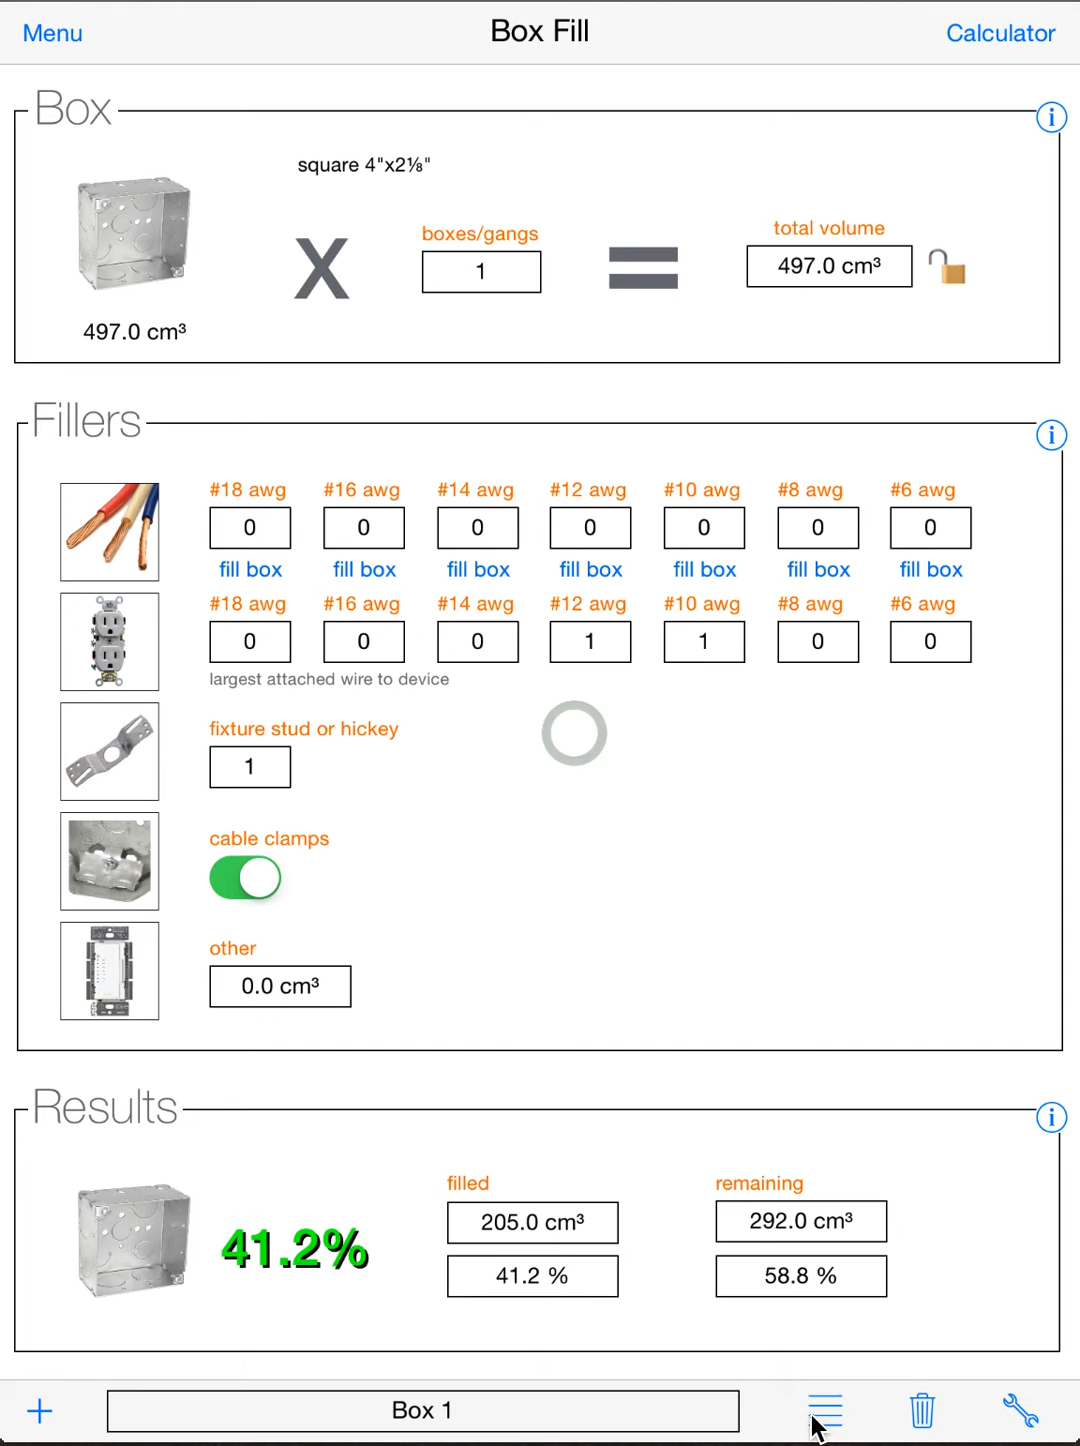 Menu
Box Fill
Calculator
Box
square 4"x2⅛"
boxes/gangs
total volume
X
1
497.0 cm³
497.0 cm³
Fillers
#18 awg #16 awg #14 awg #12 awg #10 awg #8 awg #6 awg
0 0 0 0 0 0 0
fill box fill box fill box fill box fill box fill box fill box
#18 awg #16 awg #14 awg #12 awg #10 awg #8 awg #6 awg
0 0 0 1 1 0 0
largest attached wire to device
fixture stud or hickey
1
cable clamps
other
0.0 cm³
Results
filled
remaining
41.2%
205.0 cm³
292.0 cm³
41.2 %
58.8 %
Box 1